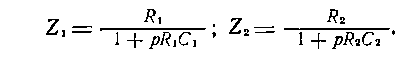 Z₁ = R₁ / (1 + pR₁C₁); Z₂ = R₂ / (1 + pR₂C₂).